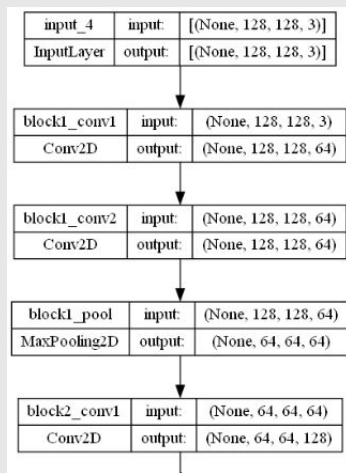 input_4 input: [(None, 128, 128, 3)]
InputLayer output: [(None, 128, 128, 3)]
block1_conv1 input: (None, 128, 128, 3)
Conv2D output: (None, 128, 128, 64)
block1_conv2 input: (None, 128, 128, 64)
Conv2D output: (None, 128, 128, 64)
block1_pool input: (None, 128, 128, 64)
MaxPooling2D output: (None, 64, 64, 64)
block2_conv1 input: (None, 64, 64, 64)
Conv2D output: (None, 64, 64, 128)